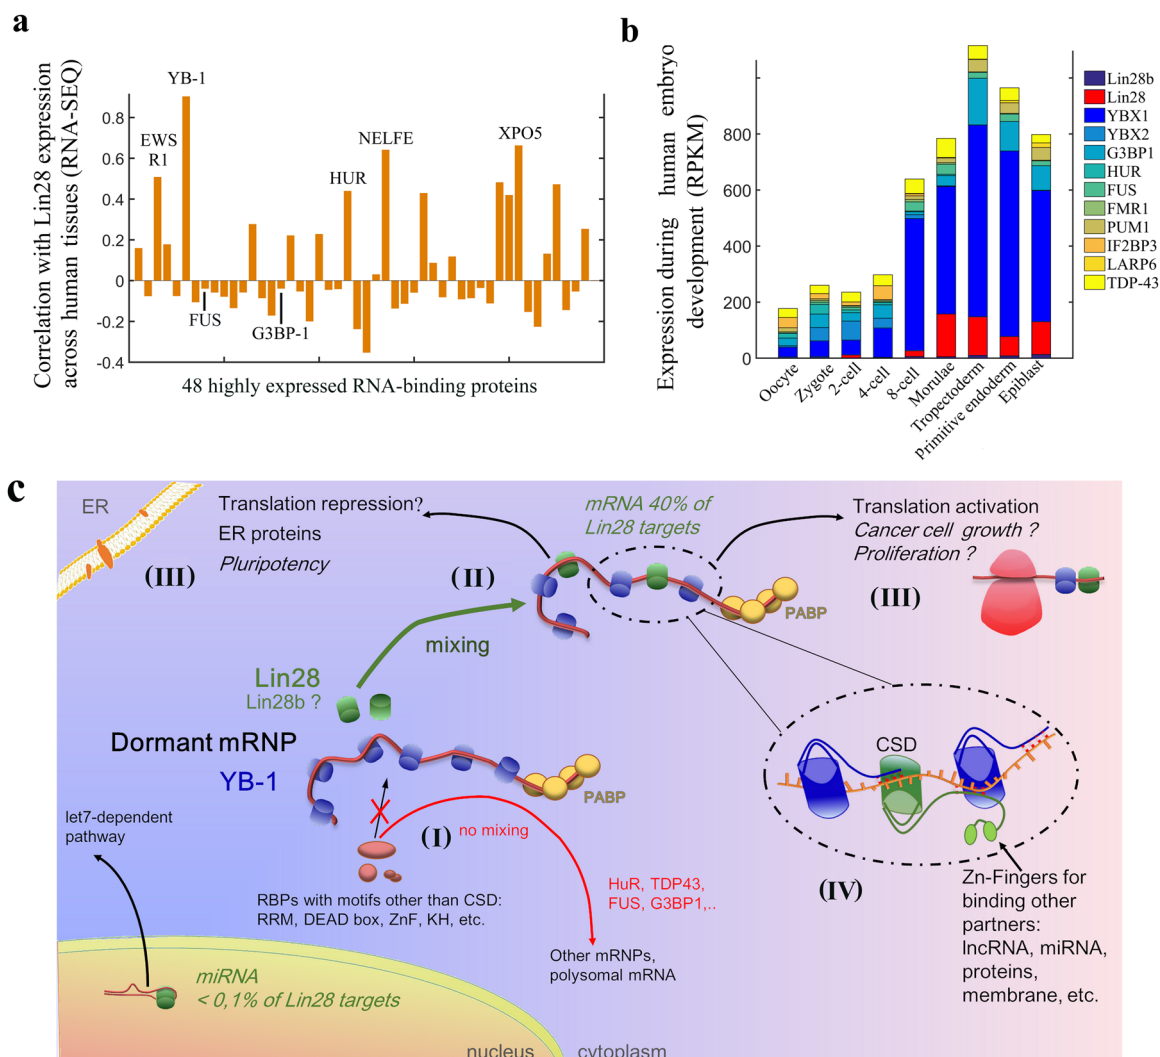 a
Correlation with Lin28 expression
across human tissues (RNA-SEQ)
0.8
0.6
0.4
0.2
0
-0.2
-0.4
YB-1
EWS
R1
FUS
G3BP-1
HUR
NELFE
XPO5
48 highly expressed RNA-binding proteins
b
Expression during human embryo
development (RPKM)
800
600
400
200
0
Oocyte
Zygote
2-cell
4-cell
8-cell
Morulae
Tropectoderm
Primitive endoderm
Epiblast
Lin28b
Lin28
YBX1
YBX2
G3BP1
HUR
FUS
FMR1
PUM1
IF2BP3
LARP6
TDP-43
c
ER
Translation repression?
ER proteins
Pluripotency
(III)
(II)
mRNA 40% of
Lin28 targets
Translation activation
Cancer cell growth ?
Proliferation ?
(III)
PABP
mixing
Lin28
Lin28b ?
Dormant mRNP
YB-1
PABP
CSD
let7-dependent
pathway
(I)
no mixing
RBPs with motifs other than CSD:
RRM, DEAD box, ZnF, KH, etc.
HuR, TDP43,
FUS, G3BP1,..
Other mRNPs,
polysomal mRNA
(IV)
Zn-Fingers for
binding other
partners:
lncRNA, miRNA,
proteins,
membrane, etc.
miRNA
< 0,1% of Lin28 targets
nucleus
cytoplasm